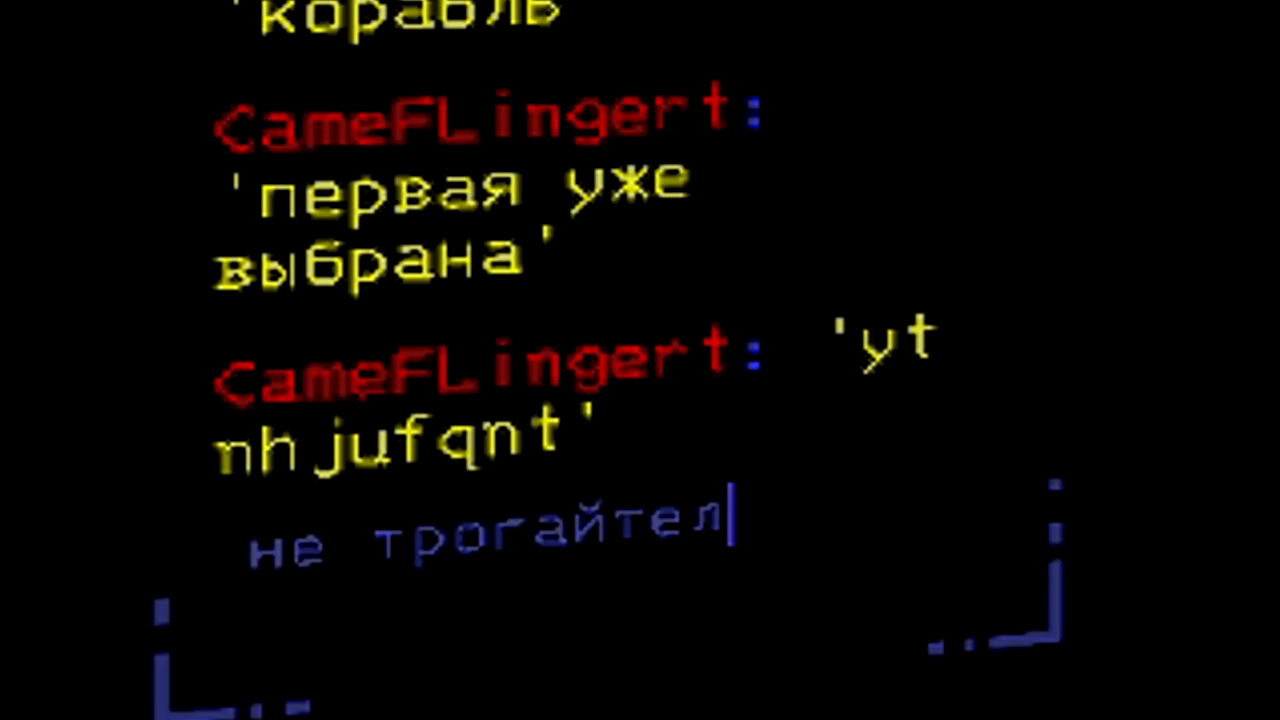 'корабль
CameFLingert:
'первая уже
выбрана'
CameFLingert: 'yt
nhjufqnt'
не трогайтел